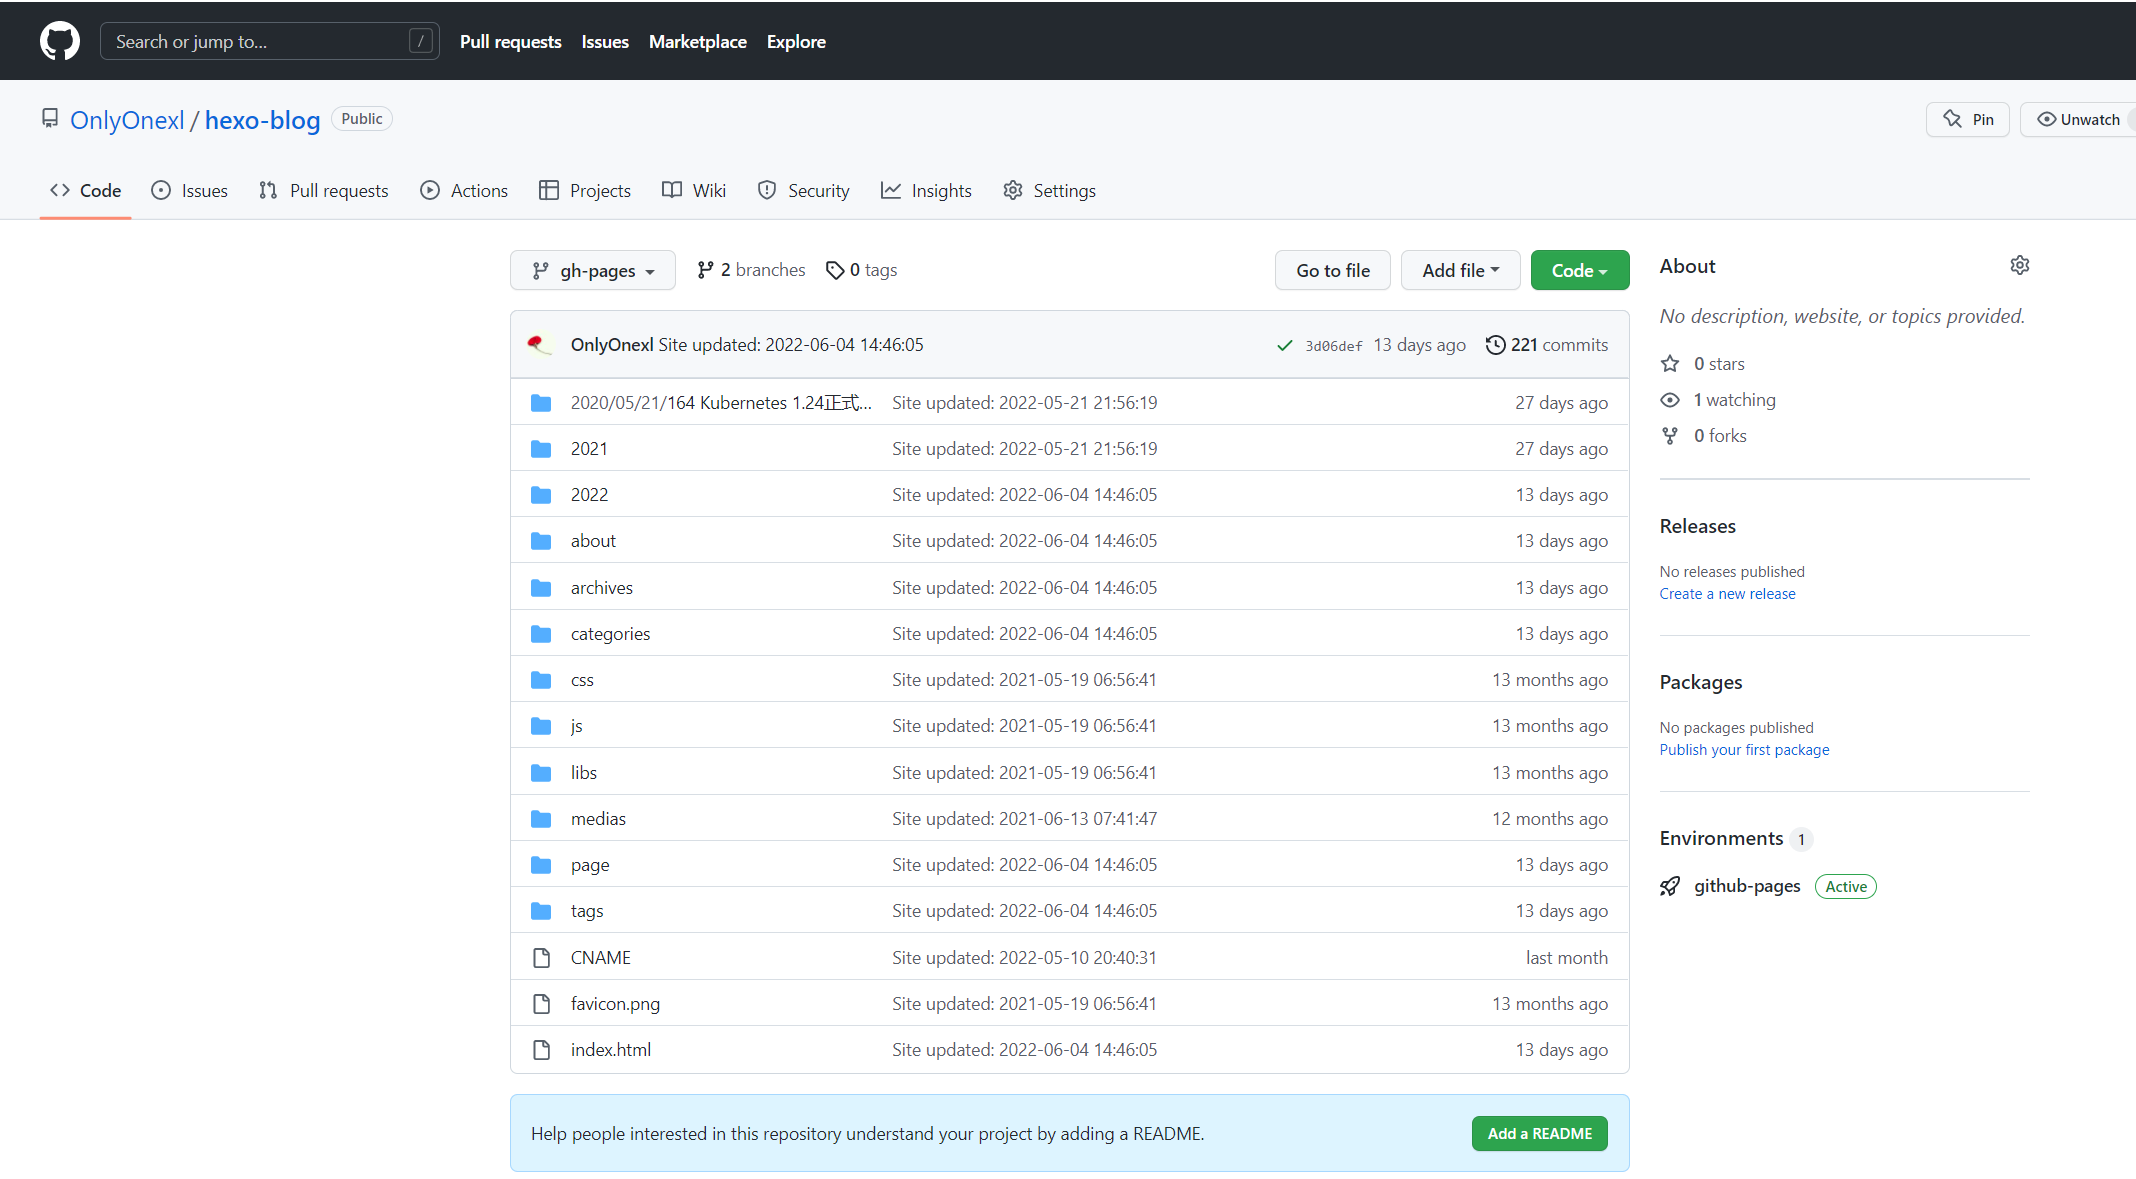 Search or jump to... /
Pull requests Issues Marketplace Explore
OnlyOnexl / hexo-blog Public
Pin Unwatch
Code Issues Pull requests Actions Projects Wiki Security Insights Settings
gh-pages 2 branches 0 tags Go to file Add file Code
OnlyOnexl Site updated: 2022-06-04 14:46:05 3d06def 13 days ago 221 commits
2020/05/21/164 Kubernetes 1.24正式... Site updated: 2022-05-21 21:56:19 27 days ago
2021 Site updated: 2022-05-21 21:56:19 27 days ago
2022 Site updated: 2022-06-04 14:46:05 13 days ago
about Site updated: 2022-06-04 14:46:05 13 days ago
archives Site updated: 2022-06-04 14:46:05 13 days ago
categories Site updated: 2022-06-04 14:46:05 13 days ago
css Site updated: 2021-05-19 06:56:41 13 months ago
js Site updated: 2021-05-19 06:56:41 13 months ago
libs Site updated: 2021-05-19 06:56:41 13 months ago
medias Site updated: 2021-06-13 07:41:47 12 months ago
page Site updated: 2022-06-04 14:46:05 13 days ago
tags Site updated: 2022-06-04 14:46:05 13 days ago
CNAME Site updated: 2022-05-10 20:40:31 last month
favicon.png Site updated: 2021-05-19 06:56:41 13 months ago
index.html Site updated: 2022-06-04 14:46:05 13 days ago
Help people interested in this repository understand your project by adding a README. Add a README
About
No description, website, or topics provided.
0 stars
1 watching
0 forks
Releases
No releases published
Create a new release
Packages
No packages published
Publish your first package
Environments 1
github-pages Active